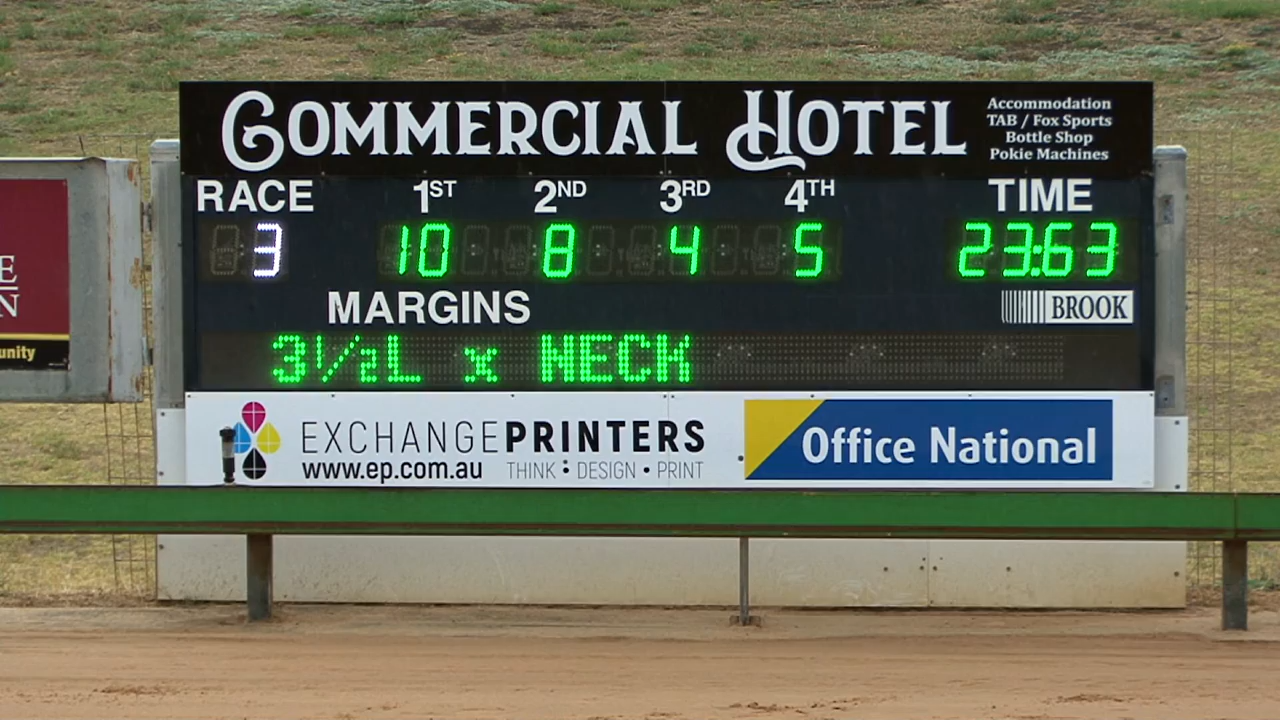 COMMERCIAL HOTEL
Accommodation
TAB / Fox Sports
Bottle Shop
Pokie Machines
RACE 1ST 2ND 3RD 4TH TIME
3 10 8 4 5 23:63
MARGINS
BROOK
3½L x NECK
E
N
unity
EXCHANGEPRINTERS
www.ep.com.au THINK • DESIGN • PRINT
Office National